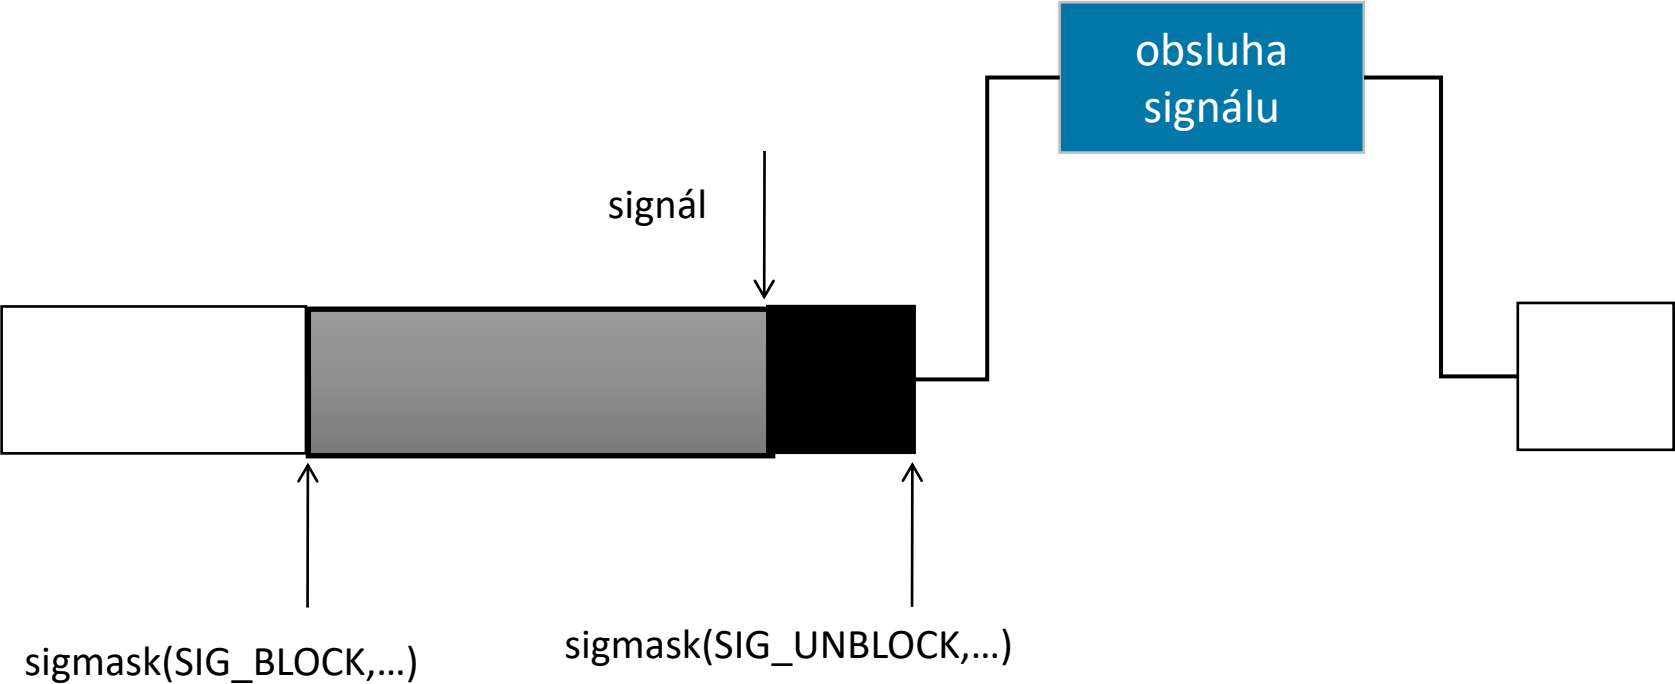 obsluha
signálu
signál
sigmask(SIG_BLOCK,...)
sigmask(SIG_UNBLOCK,...)